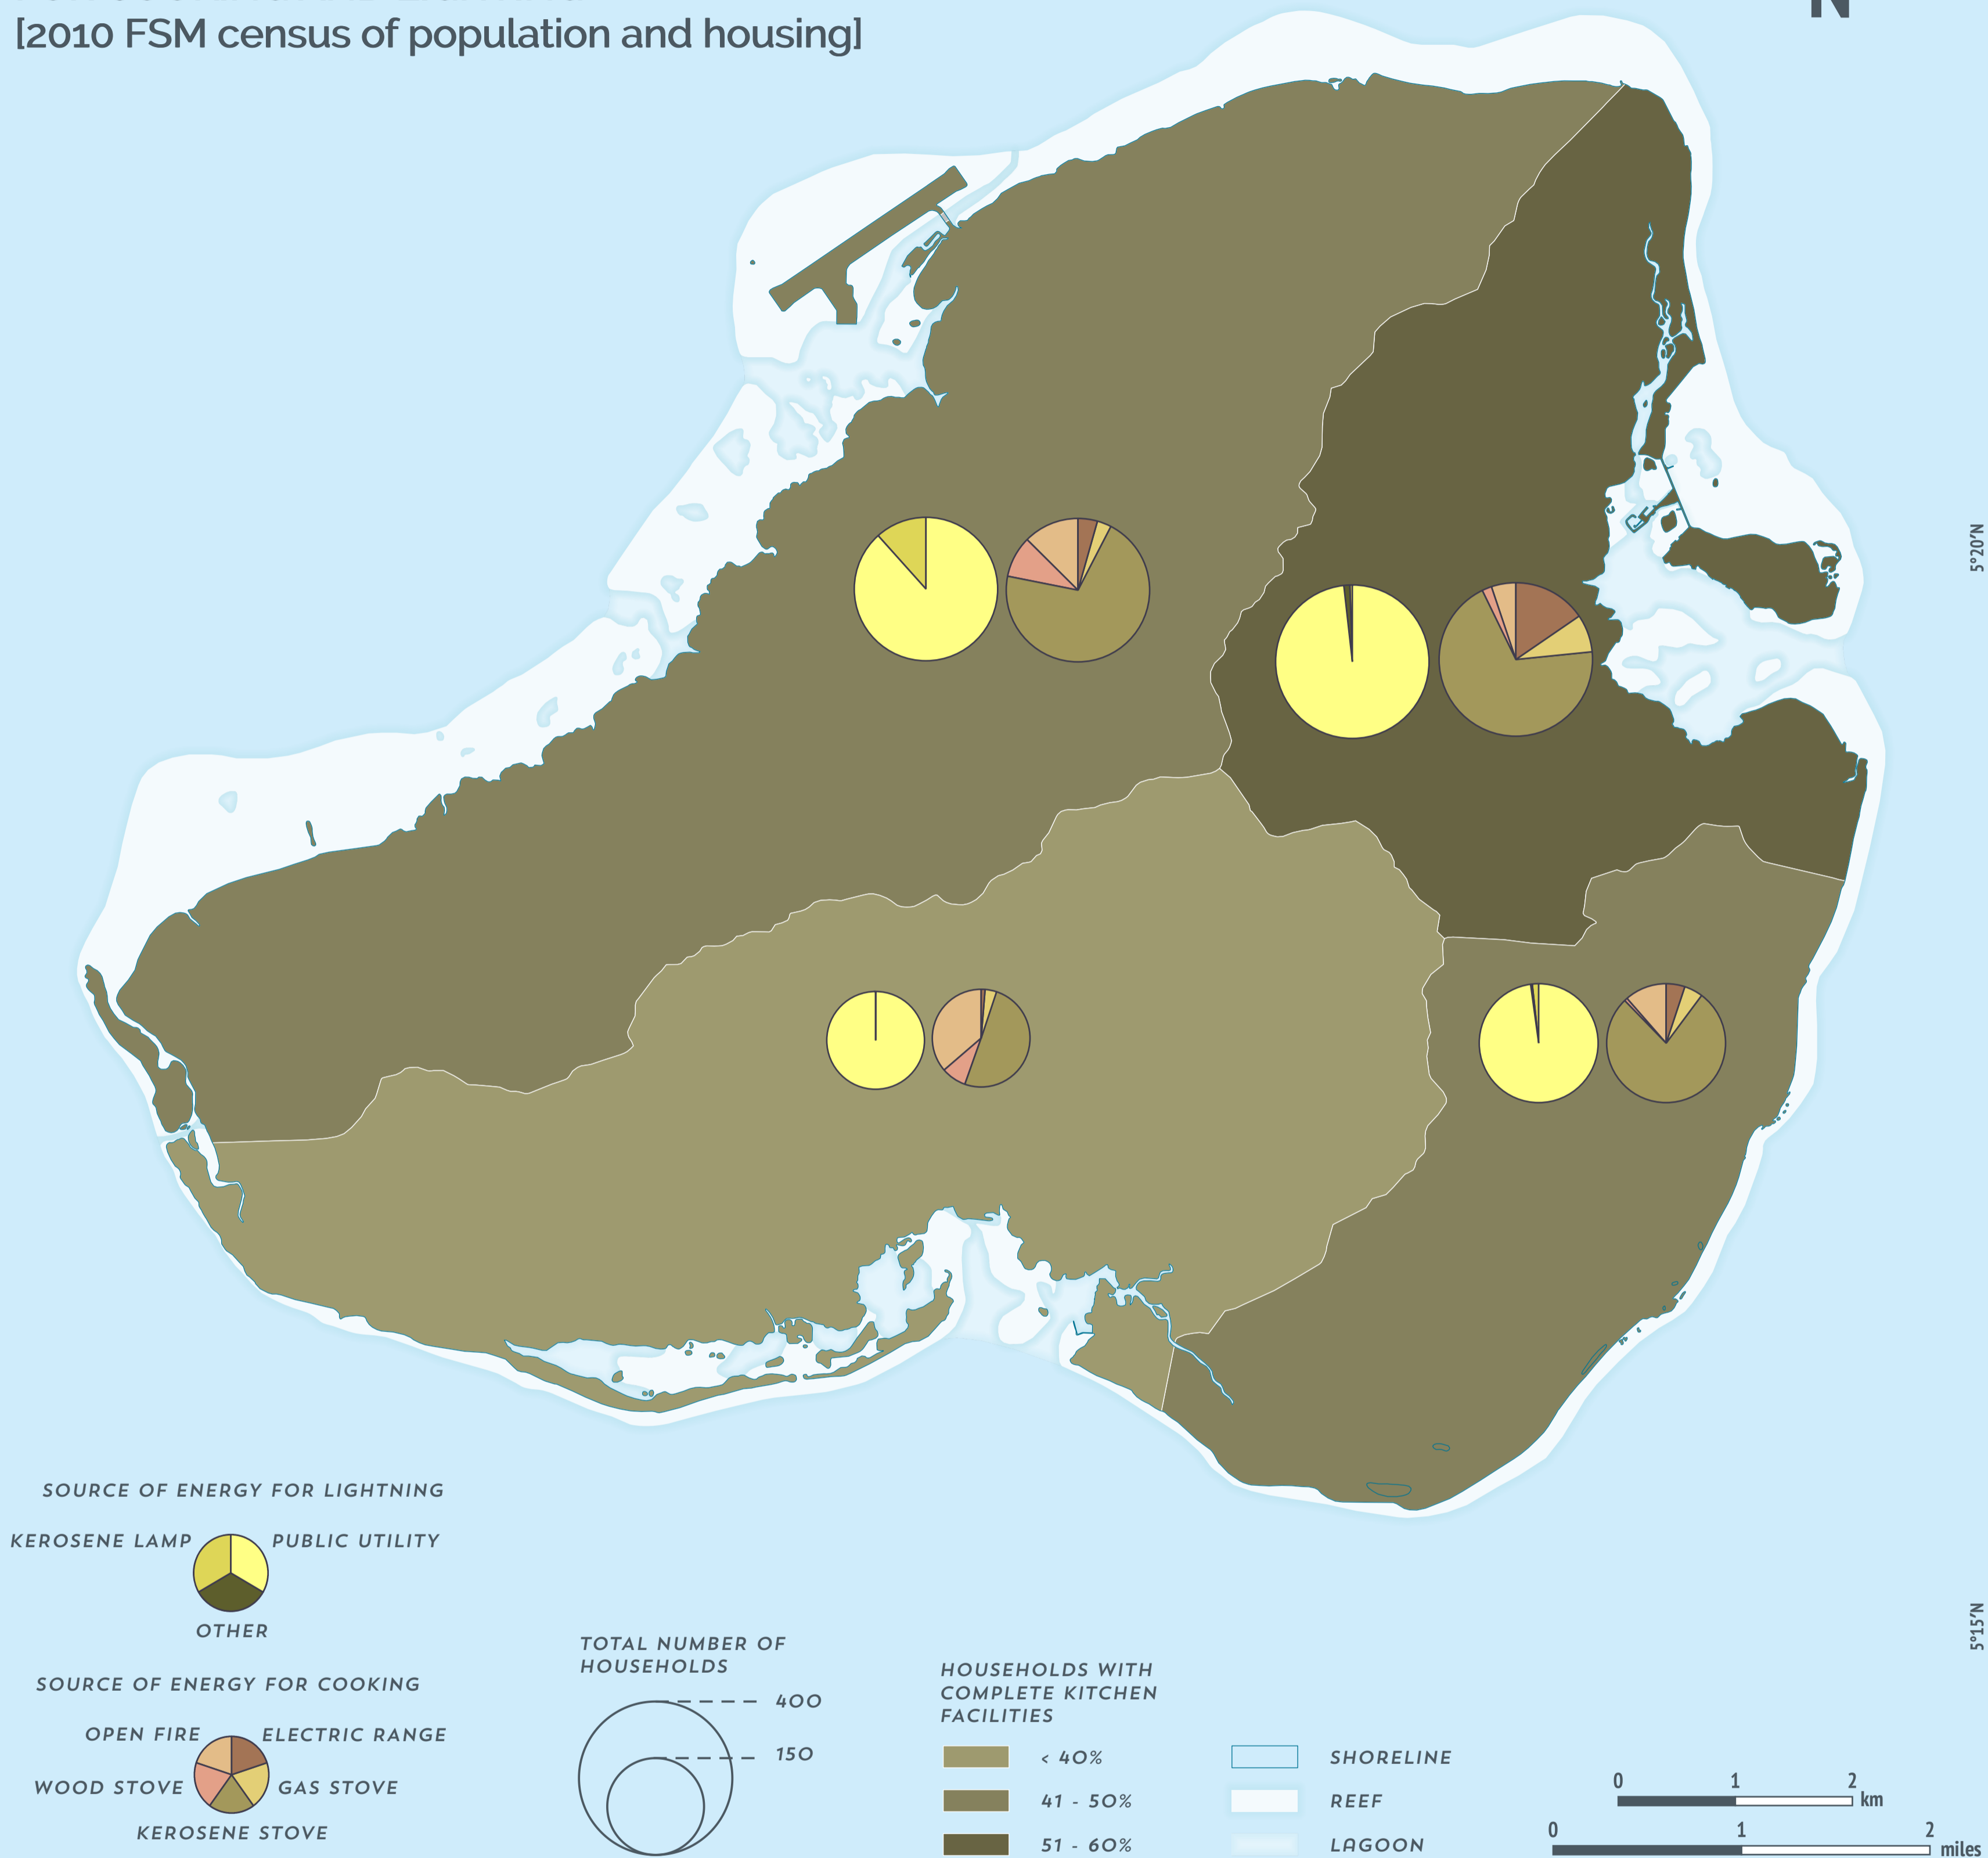 [2010 FSM census of population and housing]
N
5°20'N
5°15'N
SOURCE OF ENERGY FOR LIGHTNING
KEROSENE LAMP
PUBLIC UTILITY
OTHER
SOURCE OF ENERGY FOR COOKING
OPEN FIRE
ELECTRIC RANGE
WOOD STOVE
GAS STOVE
KEROSENE STOVE
TOTAL NUMBER OF
HOUSEHOLDS
400
150
HOUSEHOLDS WITH
COMPLETE KITCHEN
FACILITIES
< 40%
41 - 50%
51 - 60%
SHORELINE
REEF
LAGOON
0 1 2 km
0 1 2 miles